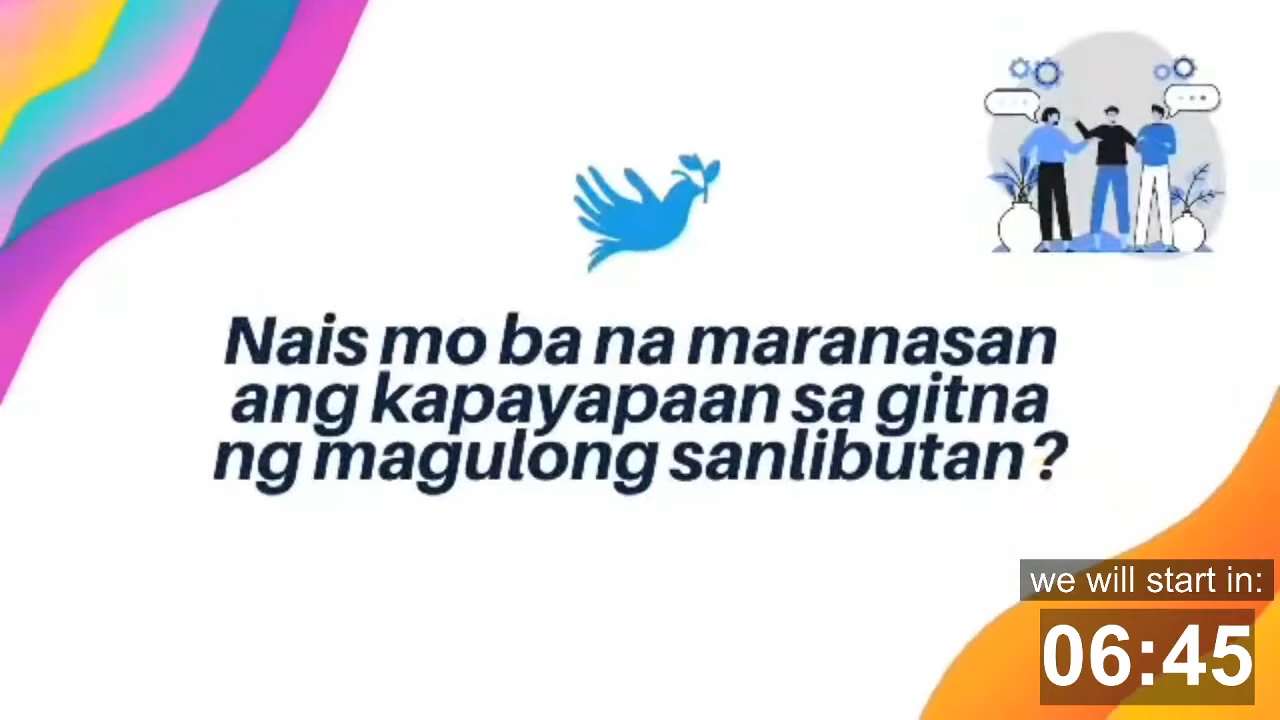 Nais mo ba na maranasan
ang kapayapaan sa gitna
ng magulong sanlibutan?
we will start in:
06:45